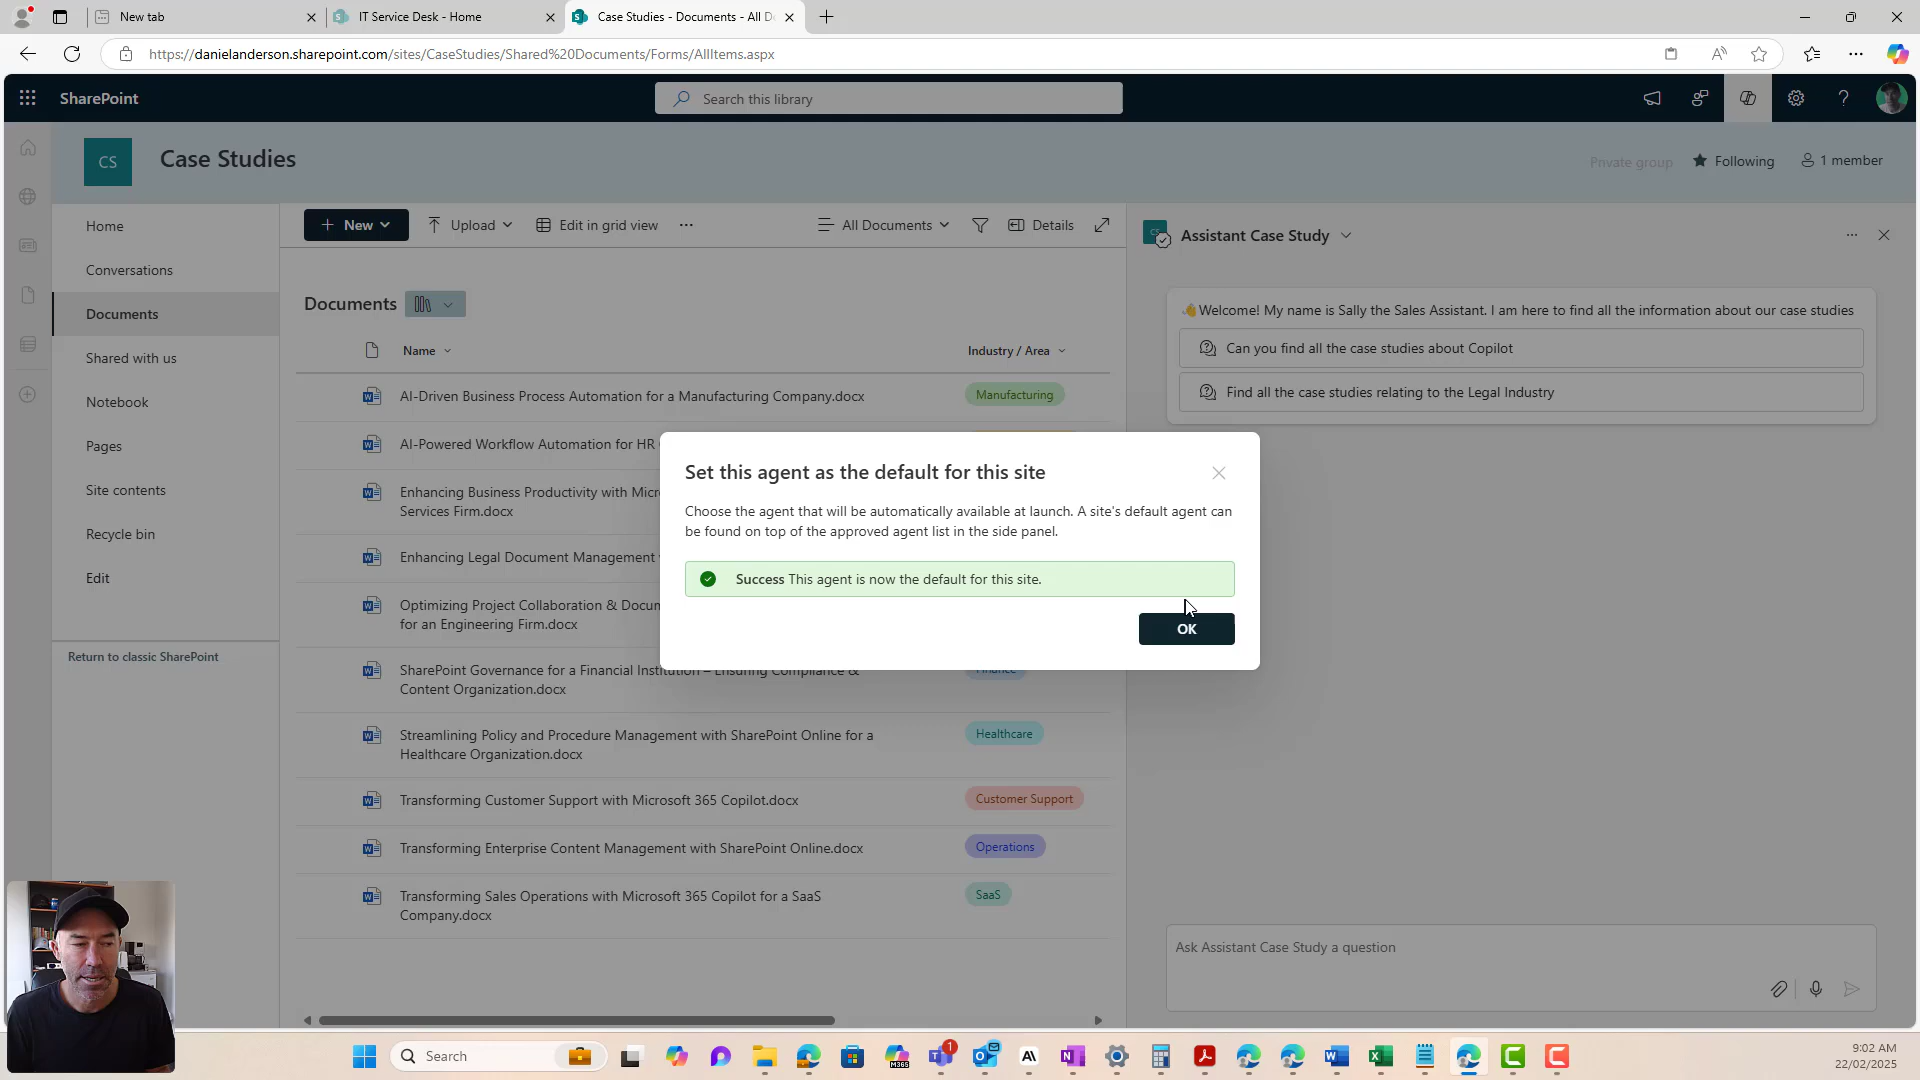 New tab
IT Service Desk - Home
Case Studies - Documents - All D
https://danielanderson.sharepoint.com/sites/CaseStudies/Shared%20Documents/Forms/AllItems.aspx
SharePoint
Search this library
CS
Case Studies
Private group
Following
1 member
Home
Conversations
Documents
Shared with us
Notebook
Pages
Site contents
Recycle bin
Edit
Return to classic SharePoint
+ New
Upload
Edit in grid view
All Documents
Details
Documents
Name
Industry / Area
AI-Driven Business Process Automation for a Manufacturing Company.docx
Manufacturing
AI-Powered Workflow Automation for HR
Enhancing Business Productivity with Micr
Services Firm.docx
Enhancing Legal Document Management
Optimizing Project Collaboration & Docu
for an Engineering Firm.docx
SharePoint Governance for a Financial Institution – Ensuring Compliance &
Content Organization.docx
Finance
Streamlining Policy and Procedure Management with SharePoint Online for a
Healthcare Organization.docx
Healthcare
Transforming Customer Support with Microsoft 365 Copilot.docx
Customer Support
Transforming Enterprise Content Management with SharePoint Online.docx
Operations
Transforming Sales Operations with Microsoft 365 Copilot for a SaaS
Company.docx
SaaS
Set this agent as the default for this site
Choose the agent that will be automatically available at launch. A site's default agent can
be found on top of the approved agent list in the side panel.
Success This agent is now the default for this site.
OK
Assistant Case Study
👋Welcome! My name is Sally the Sales Assistant. I am here to find all the information about our case studies
Can you find all the case studies about Copilot
Find all the case studies relating to the Legal Industry
Ask Assistant Case Study a question
Search
M365
1
9:02 AM
22/02/2025